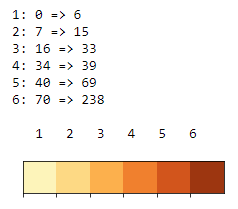 1: 0 => 6
2: 7 => 15
3: 16 => 33
4: 34 => 39
5: 40 => 69
6: 70 => 238
1 2 3 4 5 6